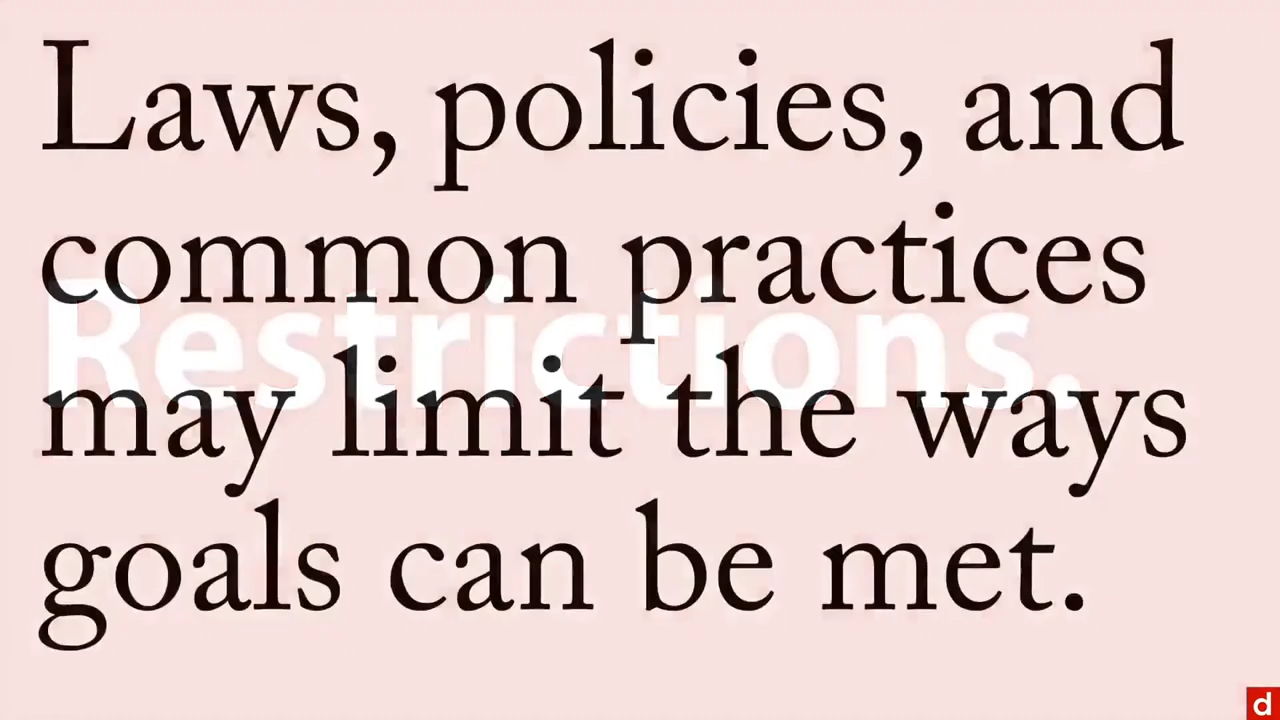 Laws, policies, and
common practices
Restrictions.
may limit the ways
goals can be met.
d